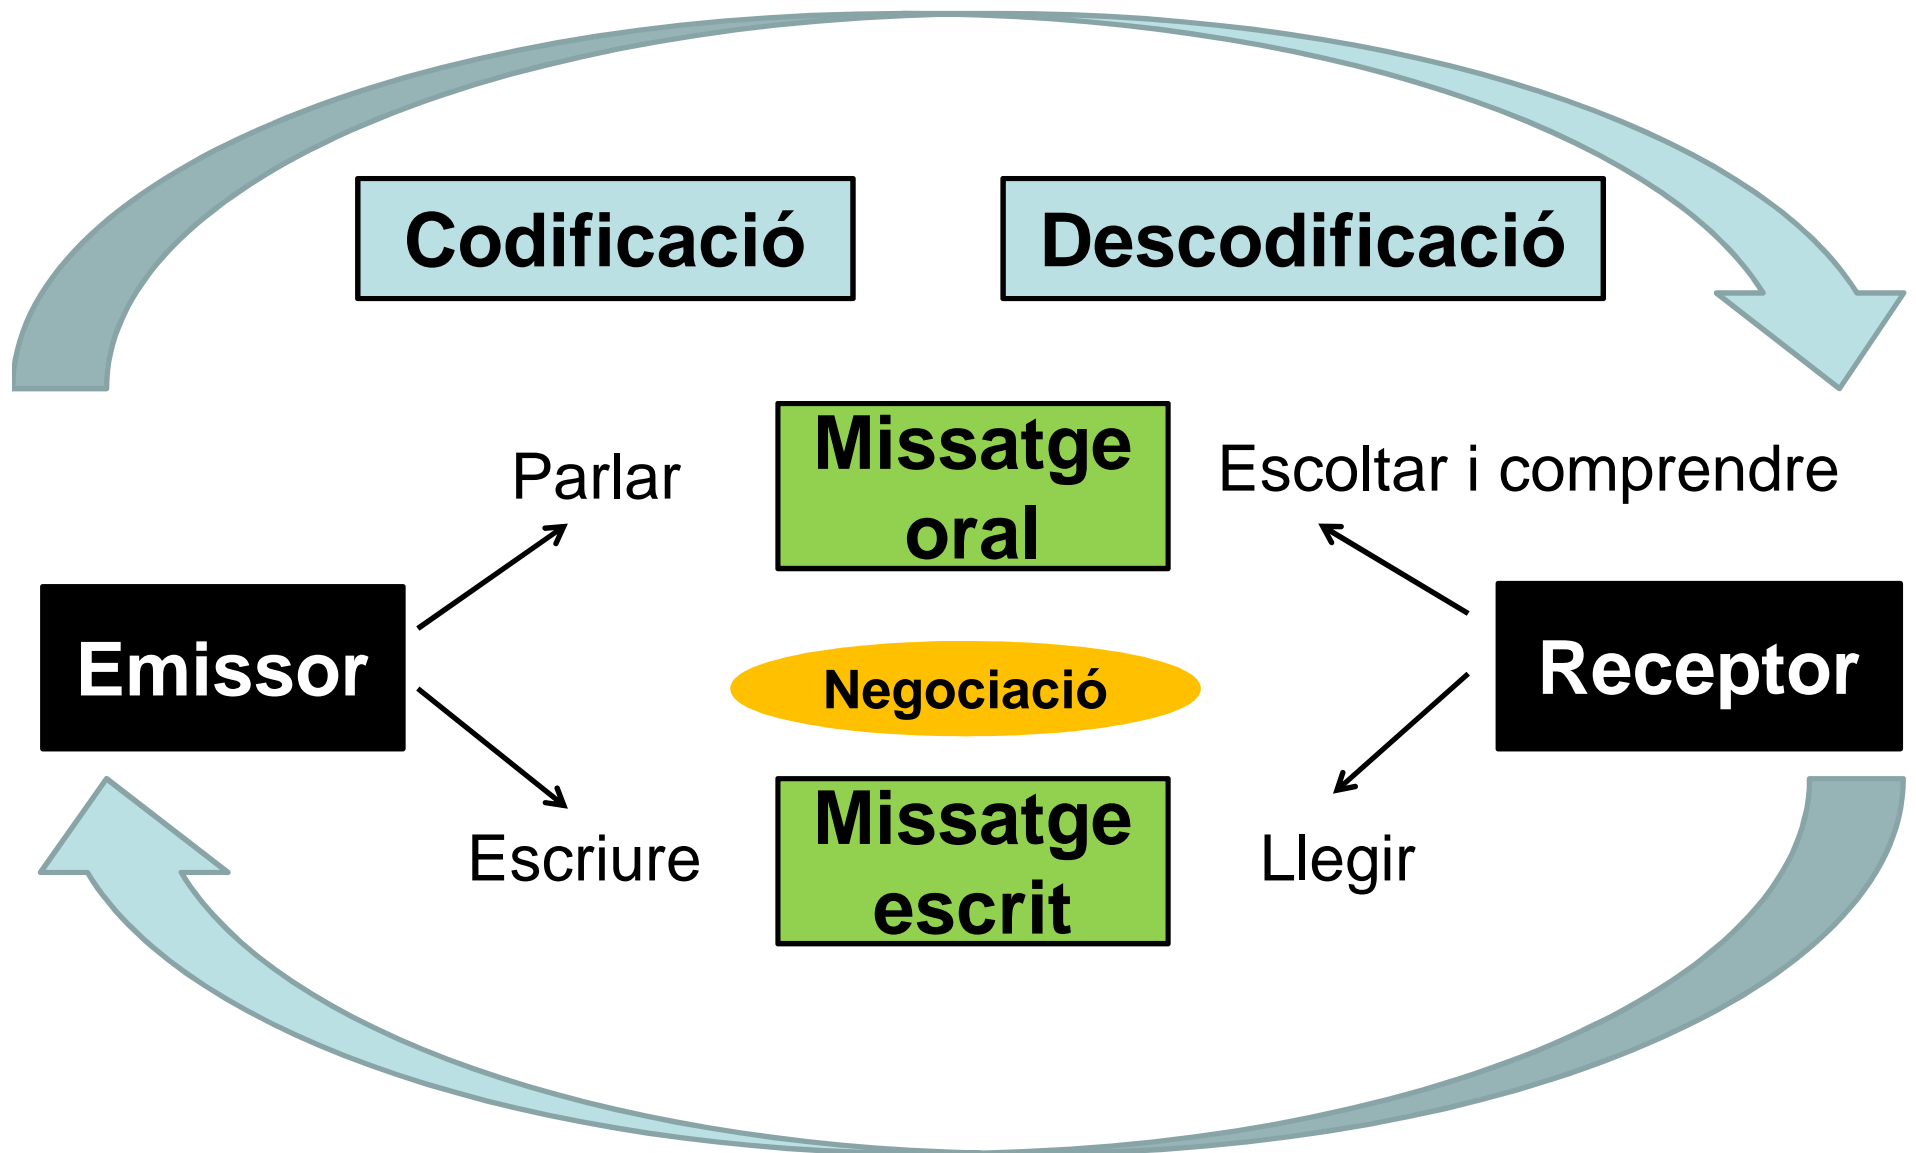 Codificació
Descodificació
Missatge
oral
Parlar
Escoltar i comprendre
Emissor
Negociació
Receptor
Missatge
escrit
Escriure
Llegir